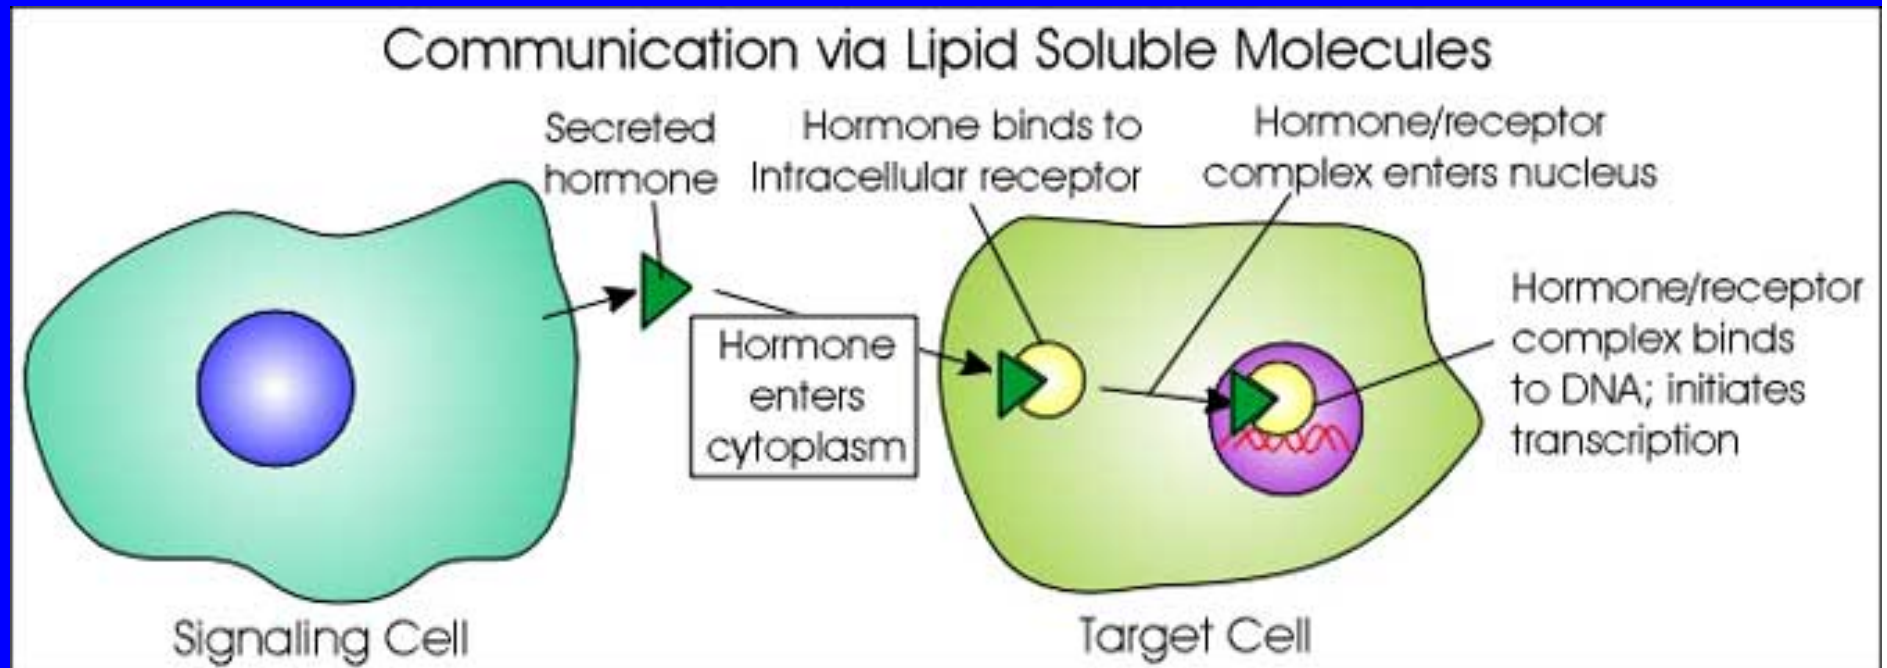 Communication via Lipid Soluble Molecules
Secreted
hormone
Hormone binds to
Intracellular receptor
Hormone/receptor
complex enters nucleus
Hormone
enters
cytoplasm
Hormone/receptor
complex binds
to DNA; initiates
transcription
Signaling Cell
Target Cell